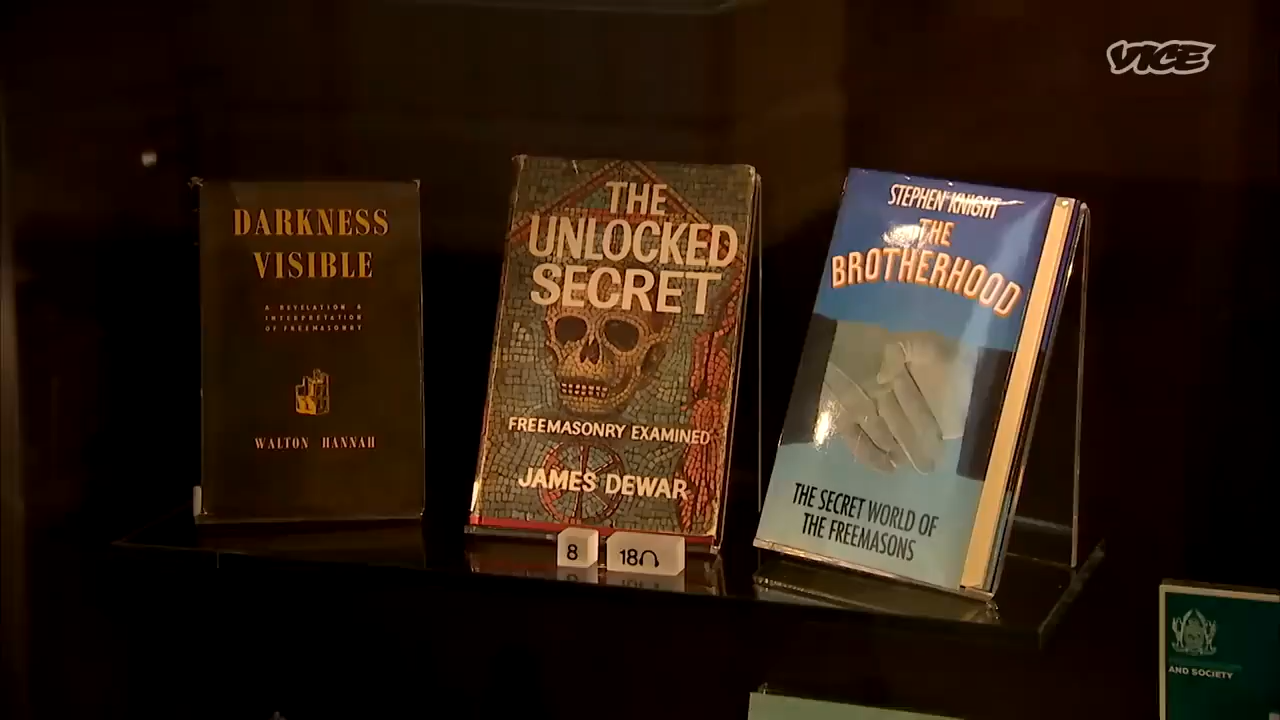 VICE
DARKNESS
VISIBLE
A REVELATION &
INTERPRETATION
OF FREEMASONRY
WALTON HANNAH
THE
UNLOCKED
SECRET
FREEMASONRY EXAMINED
JAMES DEWAR
8
18
STEPHEN KNIGHT
THE
BROTHERHOOD
THE SECRET WORLD OF
THE FREEMASONS
AND SOCIETY